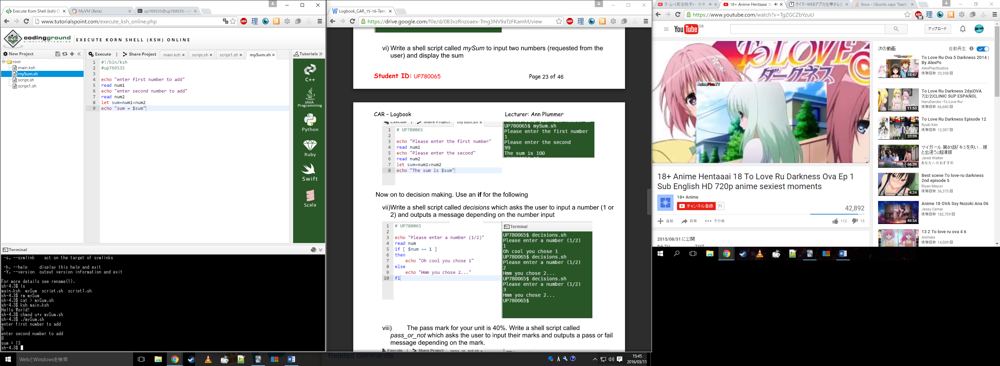 Execute Korn Shell (ksh) O
MyVM (Beta)
up769535@up769535: ~/
www.tutorialspoint.com/execute_ksh_online.php
codingground
SIMPLYEASYCODING
EXECUTE KORN SHELL (KSH) ONLINE
New Project
Execute | Share Project
main.ksh
script.sh
script1.sh
mySum.sh
Tutorials
root
main.ksh
mySum.sh
script.sh
script1.sh
1 #!/bin/ksh
2 #up769535
3
4 echo "enter first number to add"
5 read num1
6 echo "enter second number to add"
7 read num2
8 let sum=num1+num2
9 echo "sum = $sum"
C++
JAVA
Programming
Python
Ruby
Swift
Scala
Terminal
-s, --symlink act on the target of symlinks
-h, --help display this help and exit
-V, --version output version information and exit
For more details see rename(1).
sh-4.3$ ls
main.ksh mySum script.sh script1.sh
sh-4.3$ rm mySum
sh-4.3$ cat > mySum.sh
sh-4.3$ ksh main.ksh
Hello World!
sh-4.3$ chmod u+x mySum.sh
sh-4.3$ ./mySum.sh
enter first number to add
5
enter second number to add
8
sum = 13
sh-4.3$
WebとWindowsを検索
Logbook_CAR_15-16-Term
https://drive.google.com/file/d/0B3vzRnzoaex-Tmg3NV9aTzFKamM/view
vi) Write a shell script called mySum to input two numbers (requested from the
user) and display the sum
Student ID: UP780065
Page 23 of 46
CAR – Logbook
Lecturer: Ann Plummer
Execute | Share Project mySum.sh
1 # UP780065
2
3 echo "Please enter the first number"
4 read num1
5 echo "Please enter the second"
6 read num2
7 let sum=num1+num2
8 echo "The sum is $sum"
UP780065$ mySum.sh
Please enter the first number
1
Please enter the second
99
The sum is 100
Now on to decision making. Use an if for the following
vii)Write a shell script called decisions which asks the user to input a number (1 or
2) and outputs a message depending on the number input
1 # UP780065
2
3 echo "Please enter a number (1/2)"
4 read num
5 if [ $num == 1 ]
6 then
7 echo "Oh cool you chose 1"
8 else
9 echo "Hmm you chose 2..."
10 fi
Terminal
UP780065$ decisions.sh
Please enter a number (1/2)
1
Oh cool you chose 1
UP780065$ decisions.sh
Please enter a number (1/2)
2
Hmm you chose 2...
UP780065$ decisions.sh
Please enter a number (1/2)
3
Hmm you chose 2...
UP780065$
viii) The pass mark for your unit is 40%. Write a shell script called
pass_or_not which asks the user to input their marks and outputs a pass or fail
message depending on the mark.
Execute | Share Project pass_or_not.sh
Related commands
A
15:45
2016/03/11
ラ・ムー(菊池桃子) - 少年
18+ Anime Hentaaai 18
タイマーWEBアプリ|仕事から
linux - Ubuntu says "bash:
https://www.youtube.com/watch?v=TgZGCZbYzuU
YouTube GB
アップロード
To LOVE
ダークネス
AnimePlus.TV
18+ Anime Hentaaai 18 To Love Ru Darkness Ova Ep 1
Sub English HD 720p anime sexiest moments
18+ Anime
チャンネル登録 71
42,892
追加
共有
その他
112
15
2015/08/31 に公開
カテゴリ
ブログ
次の動画
自動再生
To Love Ru Ova 5 Darkness 2014 |
By AlexPs
AlexPlayStudios
視聴回数 33,358 回
18:47
To Love Ru Darkness 2da|OVA
7|2/2|CLINIC SUP ESPAÑOL
HaruDarcks •To Love Ru•
視聴回数 66,680 回
11:53
To Love Ru Darkness Episode 12
Ryuki Ken
視聴回数 13,387 回
20:09
マイガール 第01話「キミを失い...娘
と出逢う」超清版
Jared Walker
あなたへのおすすめ
56:39
Best scene To love-ru darkness
2nd episode 5
Riyan Mayuri
視聴回数 36,375 回
4:24
Anime 18 OVA Sxy Nozoki Ana 06
Jessy Cemal
視聴回数 182,709 回
48:54
13 2 To love ru ova 4 6
Animals
視聴回数 14,509 回